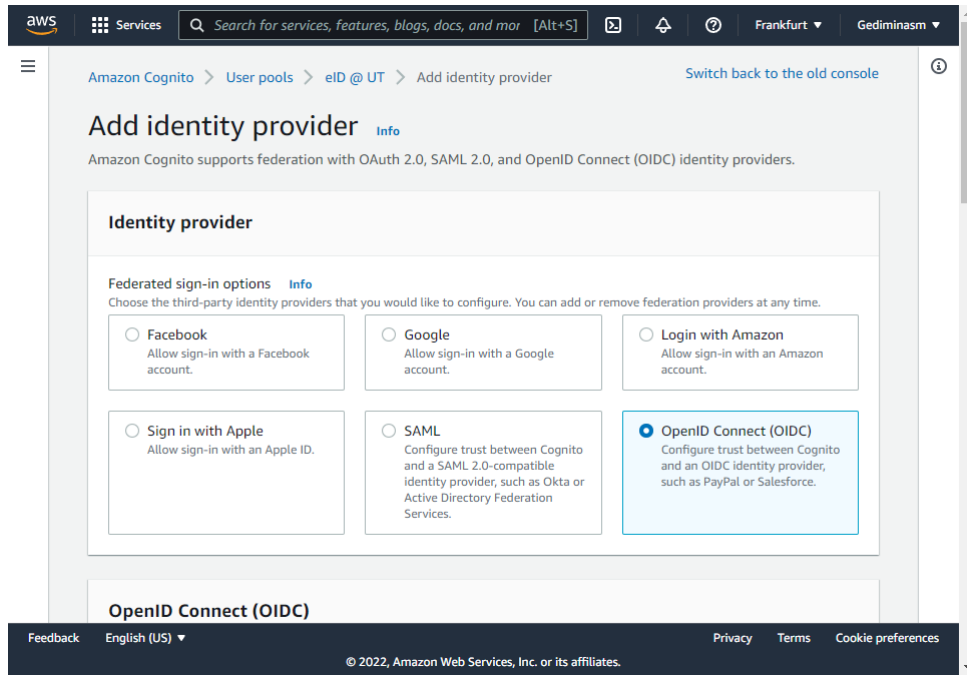 aws Services Search for services, features, blogs, docs, and mor [Alt+S] Frankfurt ▼ Gediminasm ▼
Amazon Cognito > User pools > eID @ UT > Add identity provider Switch back to the old console
Add identity provider Info
Amazon Cognito supports federation with OAuth 2.0, SAML 2.0, and OpenID Connect (OIDC) identity providers.
Identity provider
Federated sign-in options Info
Choose the third-party identity providers that you would like to configure. You can add or remove federation providers at any time.
Facebook
Allow sign-in with a Facebook
account.
Google
Allow sign-in with a Google
account.
Login with Amazon
Allow sign-in with an Amazon
account.
Sign in with Apple
Allow sign-in with an Apple ID.
SAML
Configure trust between Cognito
and a SAML 2.0-compatible
identity provider, such as Okta or
Active Directory Federation
Services.
OpenID Connect (OIDC)
Configure trust between Cognito
and an OIDC identity provider,
such as PayPal or Salesforce.
OpenID Connect (OIDC)
Feedback English (US) ▼ Privacy Terms Cookie preferences
© 2022, Amazon Web Services, Inc. or its affiliates.